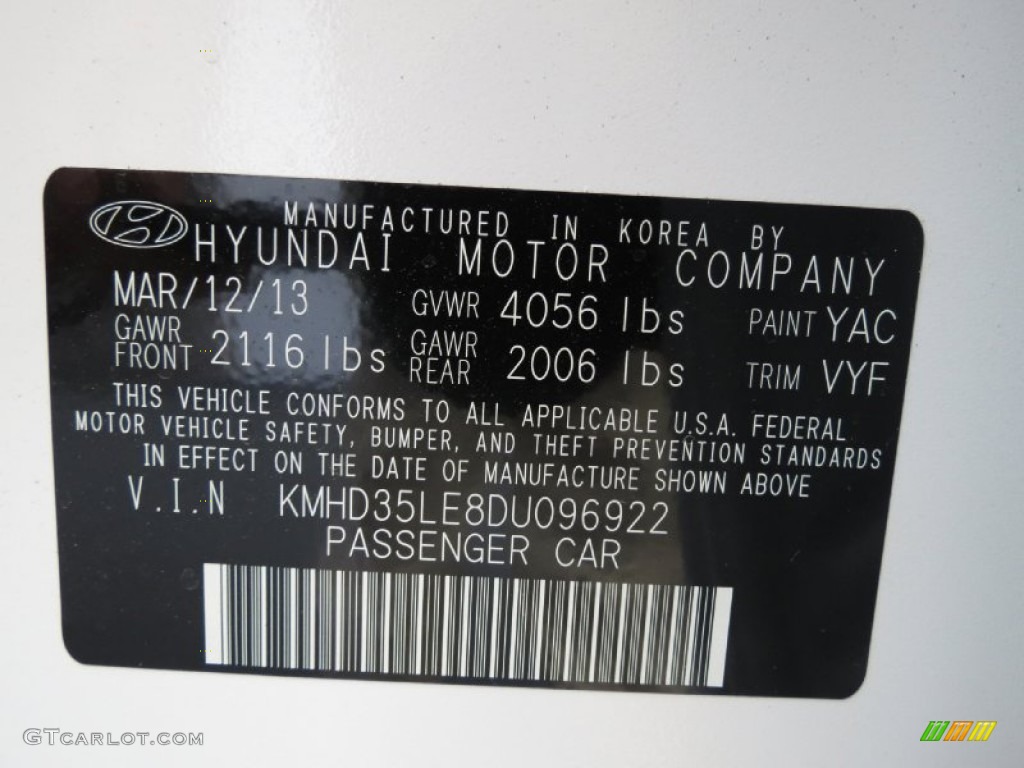 MANUFACTURED IN KOREA BY
HYUNDAI MOTOR COMPANY
MAR/12/13 GVWR 4056 lbs PAINT YAC
GAWR FRONT 2116 lbs GAWR REAR 2006 lbs TRIM VYF
THIS VEHICLE CONFORMS TO ALL APPLICABLE U.S.A. FEDERAL
MOTOR VEHICLE SAFETY, BUMPER, AND THEFT PREVENTION STANDARDS
IN EFFECT ON THE DATE OF MANUFACTURE SHOWN ABOVE
V.I.N KMHD35LE8DU096922
PASSENGER CAR
GTCARLOT.COM